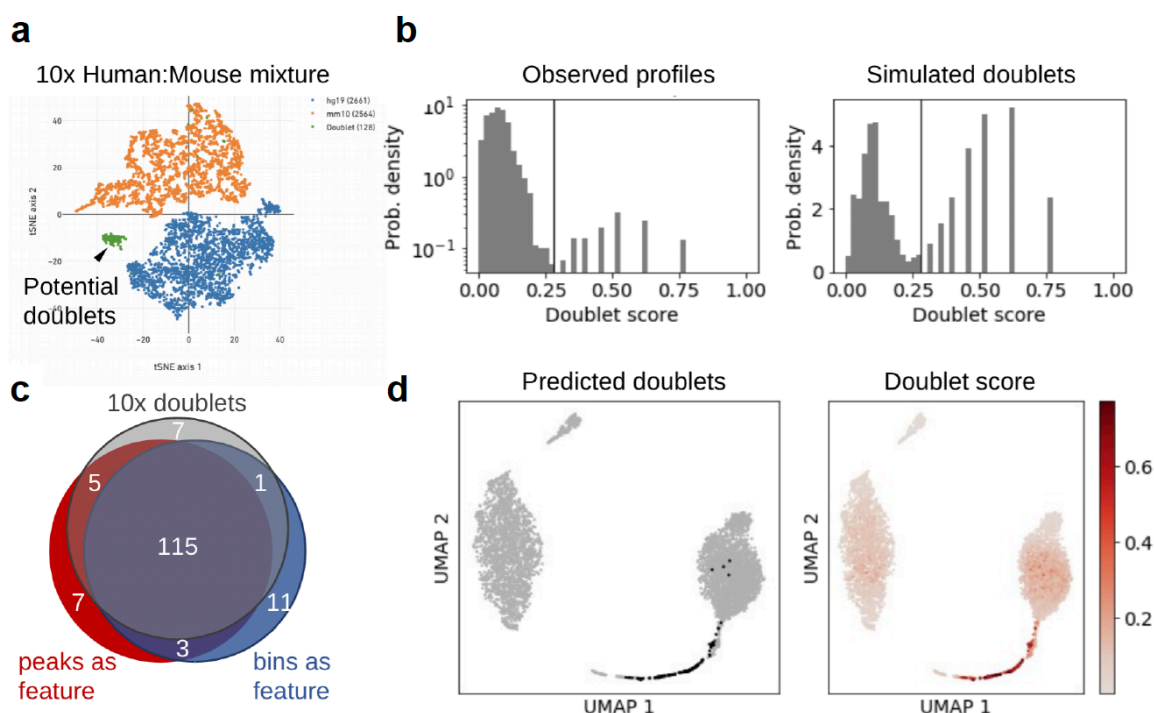 a
10x Human:Mouse mixture
hg19 (2661)
mm10 (2564)
Doublet (128)
40
20
0
-20
-40
tSNE axis 2
Potential
doublets
-40
-20
0
20
40
tSNE axis 1
b
Observed profiles
10¹
10⁰
10⁻¹
Prob. density
0.00 0.25 0.50 0.75 1.00
Doublet score
Simulated doublets
4
2
0
Prob. density
0.00 0.25 0.50 0.75 1.00
Doublet score
c
10x doublets
7
5
1
115
7
11
3
peaks as
feature
bins as
feature
d
Predicted doublets
UMAP 2
UMAP 1
Doublet score
UMAP 2
UMAP 1
0.6
0.4
0.2